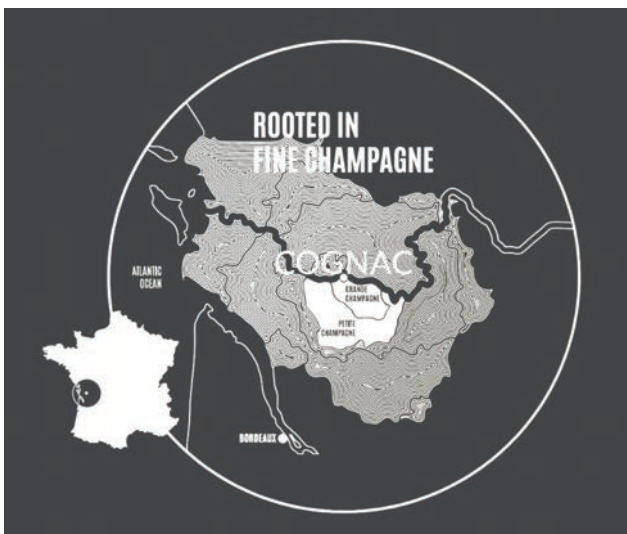 ROOTED IN
FINE CHAMPAGNE
COGNAC
GRANDE
CHAMPAGNE
ATLANTIC
OCEAN
PETITE
CHAMPAGNE
BORDEAUX